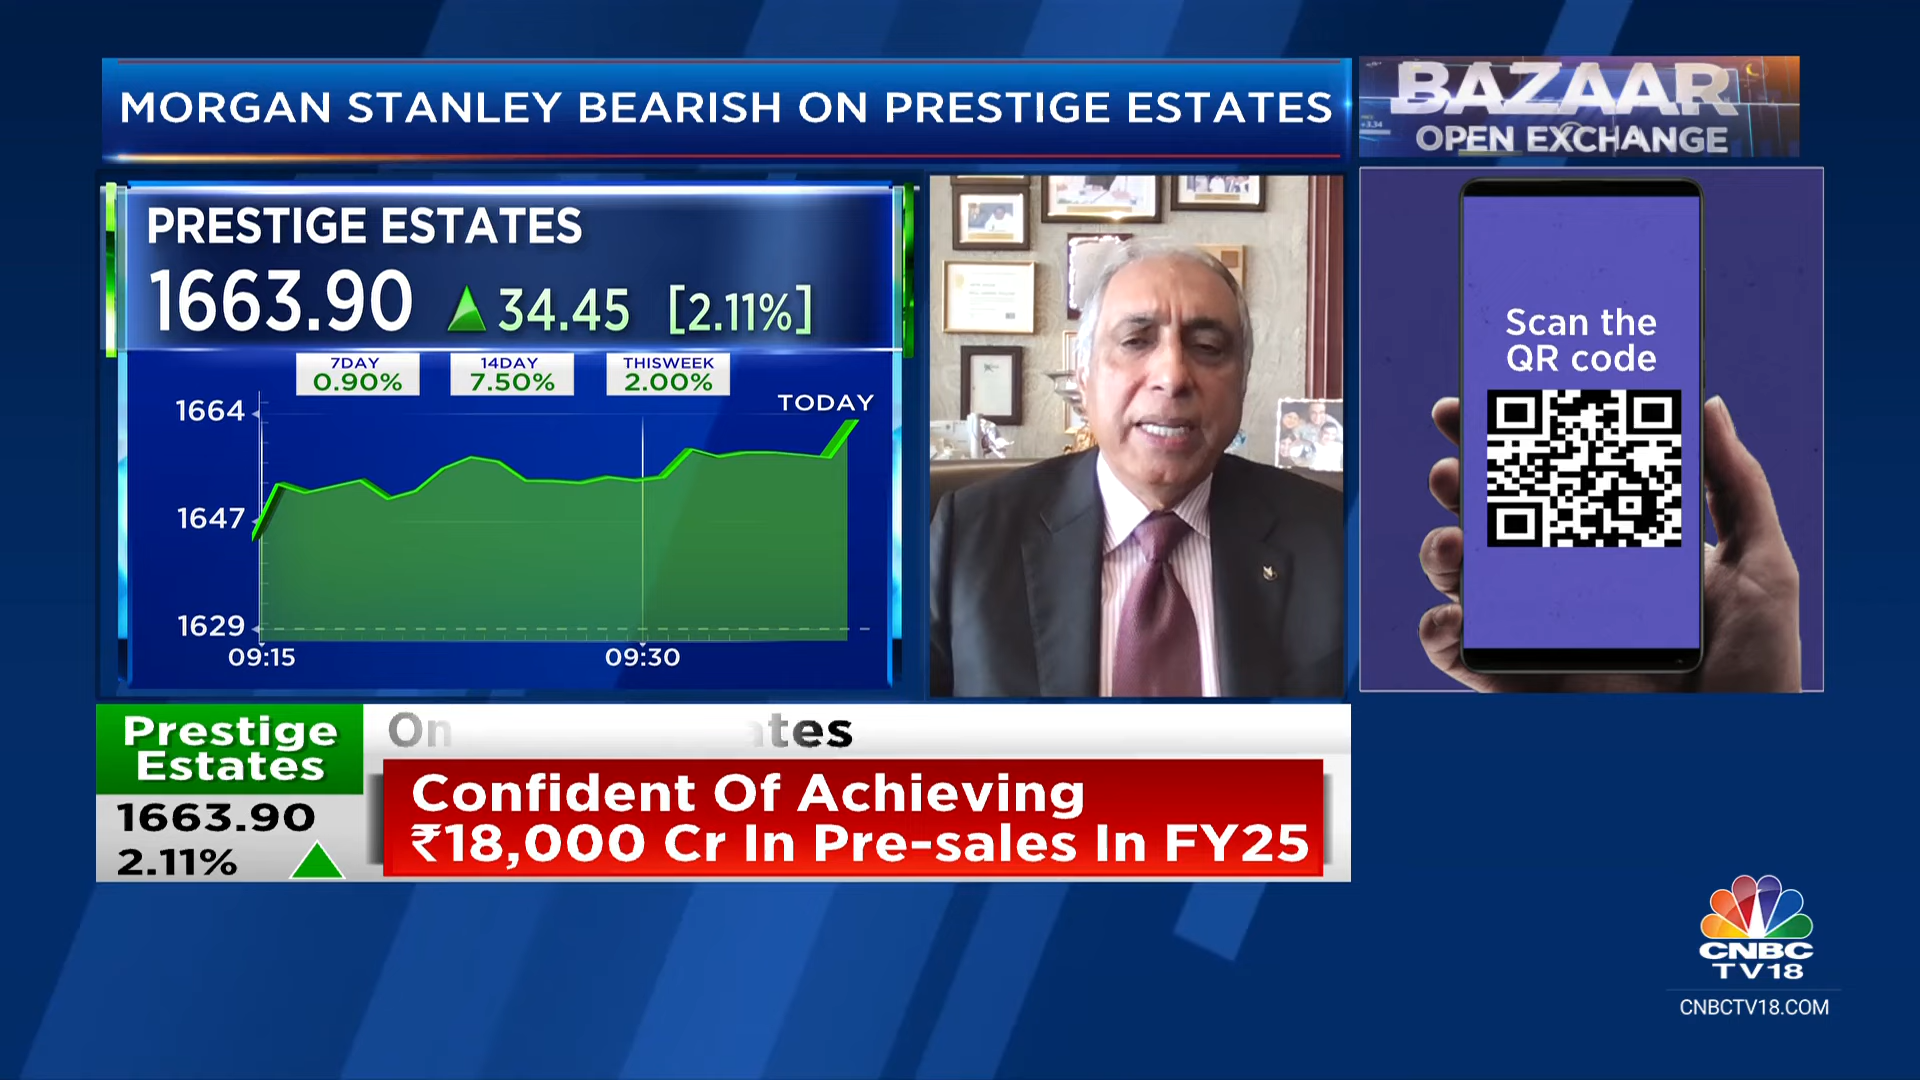 MORGAN STANLEY BEARISH ON PRESTIGE ESTATES
BAZAAR
OPEN EXCHANGE
PRESTIGE ESTATES
1663.90 ▲ 34.45 [2.11%]
7DAY
0.90%
14DAY
7.50%
THISWEEK
2.00%
TODAY
1664
1647
1629
09:15
09:30
Scan the
QR code
Prestige
Estates
1663.90
2.11%
On
Confident Of Achieving
₹18,000 Cr In Pre-sales In FY25
CNBC
TV18
CNBCTV18.COM